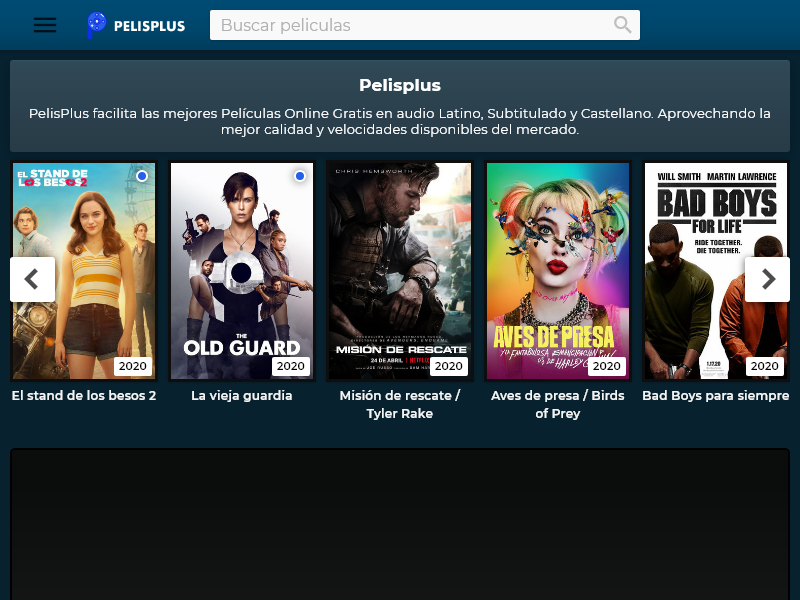 PELISPLUS
Buscar peliculas
Pelisplus
PelisPlus facilita las mejores Películas Online Gratis en audio Latino, Subtitulado y Castellano. Aprovechando la
mejor calidad y velocidades disponibles del mercado.
EL STAND DE
LOS BESOS 2
2020
THE
OLD GUARD
2020
CHRIS HEMSWORTH
MISIÓN DE RESCATE
24 DE ABRIL
2020
AVES DE PRESA
2020
WILL SMITH MARTIN LAWRENCE
BAD BOYS
FOR LIFE
RIDE TOGETHER.
DIE TOGETHER.
1.17.20
2020
El stand de los besos 2
La vieja guardia
Misión de rescate /
Tyler Rake
Aves de presa / Birds
of Prey
Bad Boys para siempre